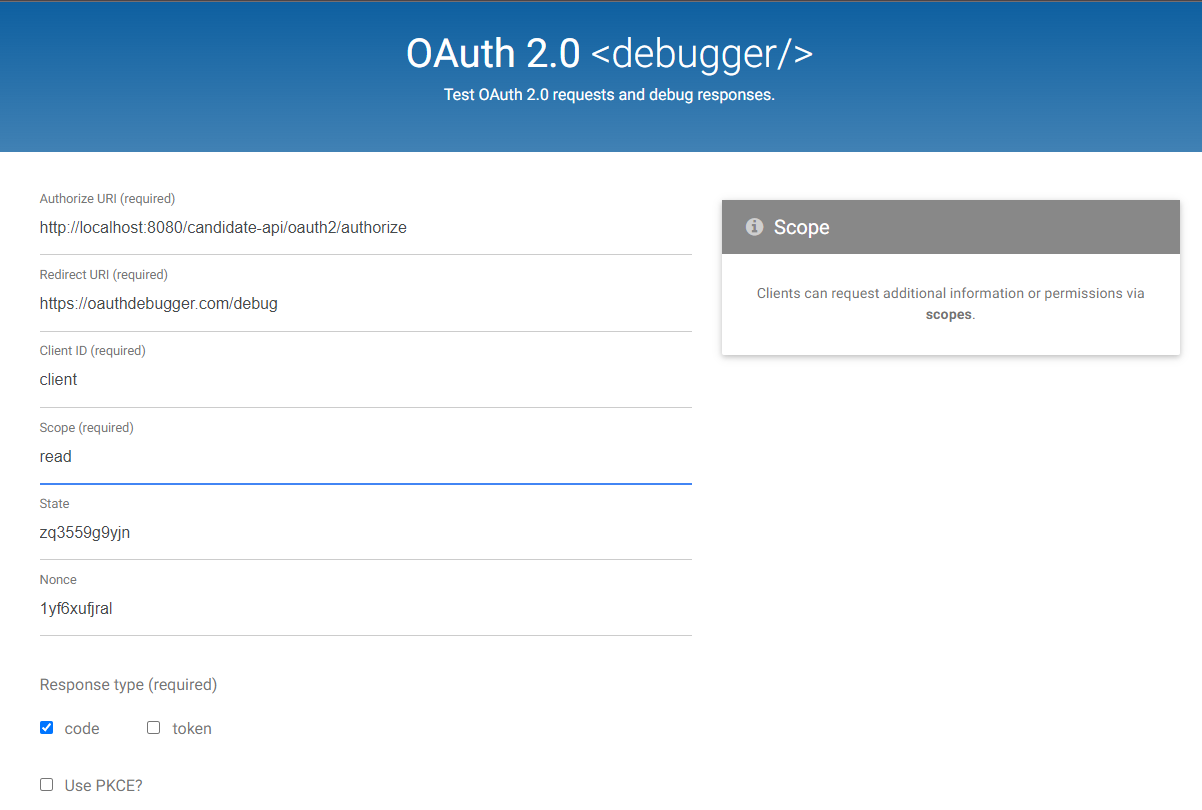 OAuth 2.0 <debugger/>
Test OAuth 2.0 requests and debug responses.
Authorize URI (required)
http://localhost:8080/candidate-api/oauth2/authorize
Redirect URI (required)
https://oauthdebugger.com/debug
Client ID (required)
client
Scope (required)
read
State
zq3559g9yjn
Nonce
1yf6xufjral
Response type (required)
code token
Use PKCE?
Scope
Clients can request additional information or permissions via
scopes.